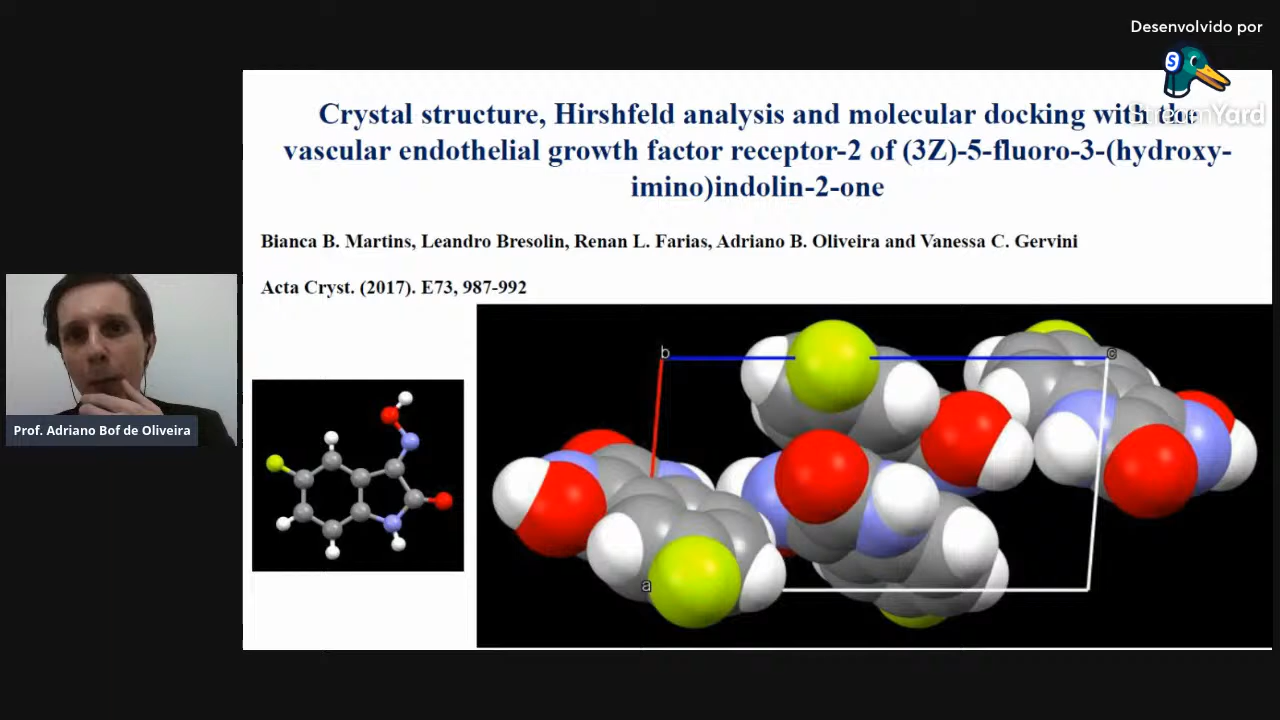 Desenvolvido por
S
StreamYard
Crystal structure, Hirshfeld analysis and molecular docking with the
vascular endothelial growth factor receptor-2 of (3Z)-5-fluoro-3-(hydroxy-
imino)indolin-2-one
Bianca B. Martins, Leandro Bresolin, Renan L. Farias, Adriano B. Oliveira and Vanessa C. Gervini
Acta Cryst. (2017). E73, 987-992
b
c
a
Prof. Adriano Bof de Oliveira